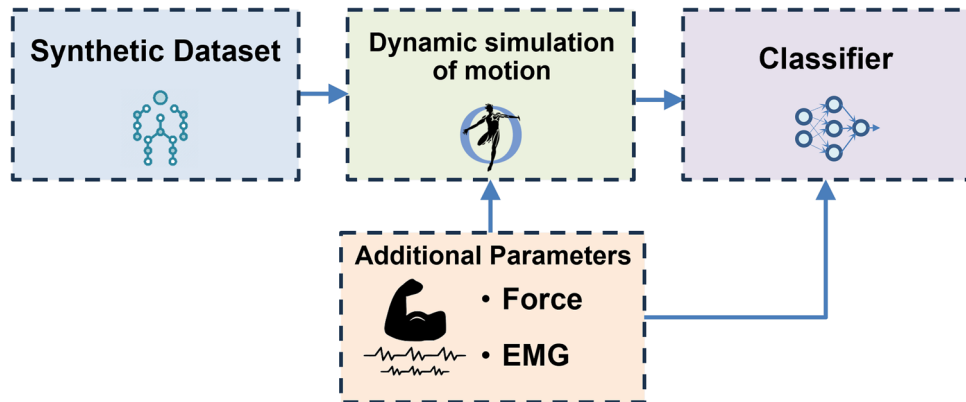 Synthetic Dataset
Dynamic simulation
of motion
Classifier
Additional Parameters
• Force
• EMG